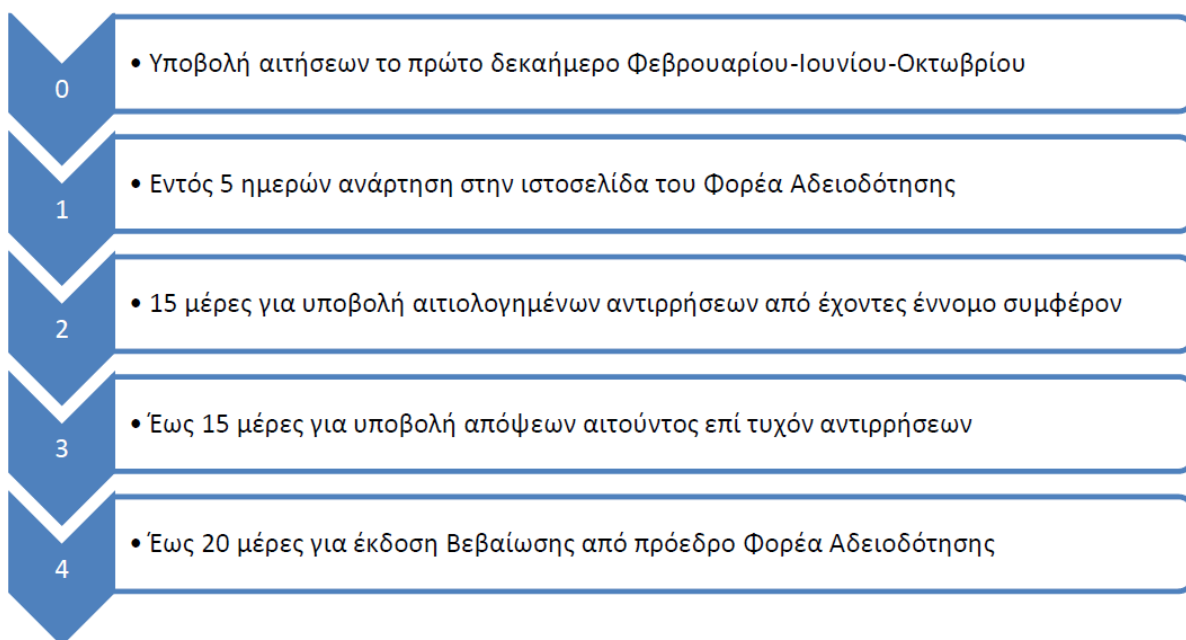 0
• Υποβολή αιτήσεων το πρώτο δεκαήμερο Φεβρουαρίου-Ιουνίου-Οκτωβρίου
1
• Εντός 5 ημερών ανάρτηση στην ιστοσελίδα του Φορέα Αδειοδότησης
2
• 15 μέρες για υποβολή αιτιολογημένων αντιρρήσεων από έχοντες έννομο συμφέρον
3
• Έως 15 μέρες για υποβολή απόψεων αιτούντος επί τυχόν αντιρρήσεων
4
• Έως 20 μέρες για έκδοση Βεβαίωσης από πρόεδρο Φορέα Αδειοδότησης